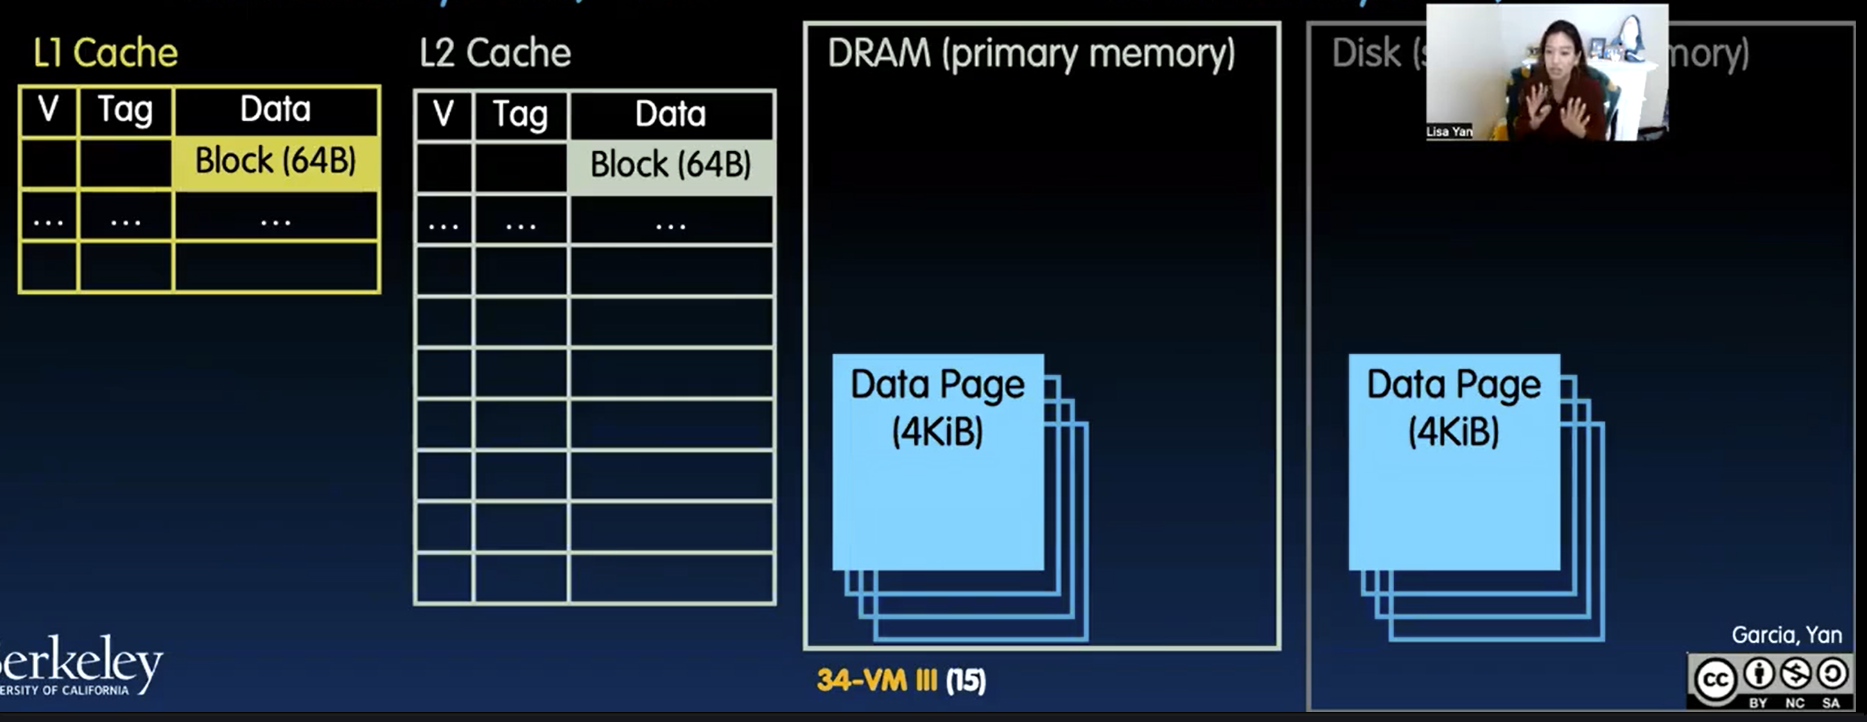 L1 Cache
V Tag Data
Block (64B)
... ... ...
L2 Cache
V Tag Data
Block (64B)
... ... ...
DRAM (primary memory)
Data Page
(4KiB)
Disk (s mory)
Data Page
(4KiB)
Lisa Yan
erkeley
ERSITY OF CALIFORNIA
34-VM III (15)
Garcia, Yan
CC BY NC SA